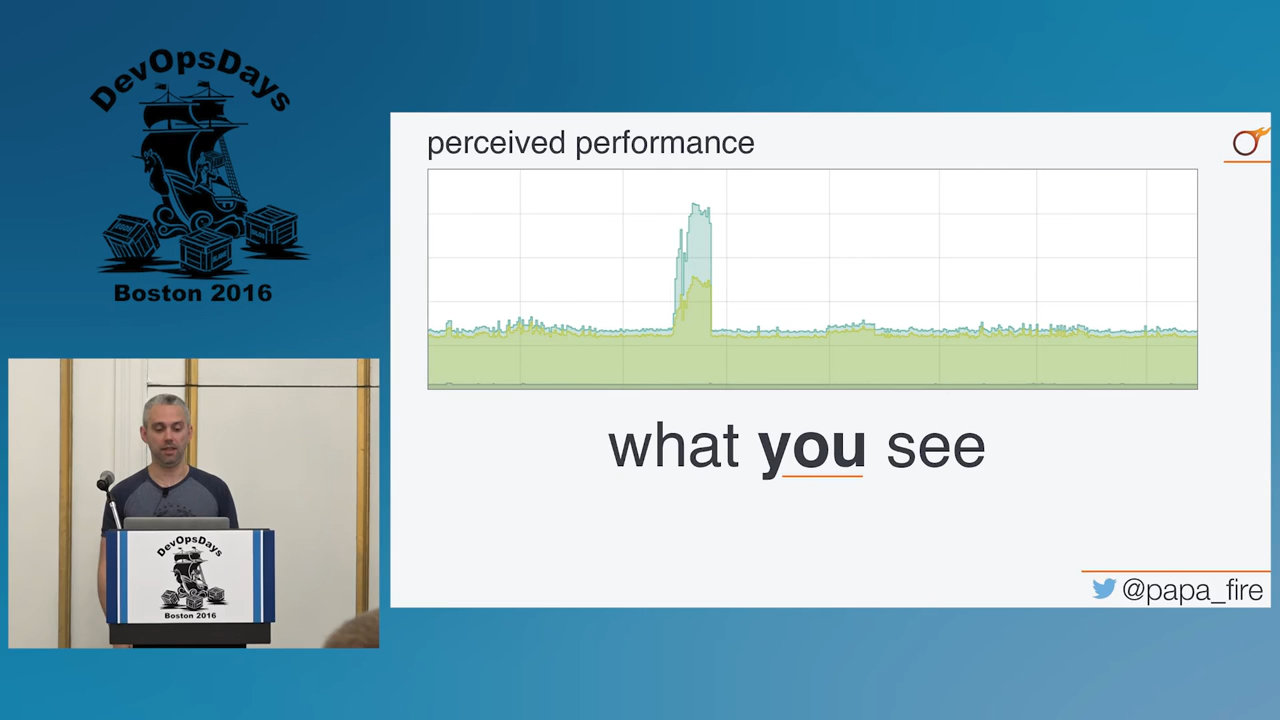 DevOpsDays
Boston 2016
perceived performance
what you see
@papa_fire
DevOpsDays
Boston 2016